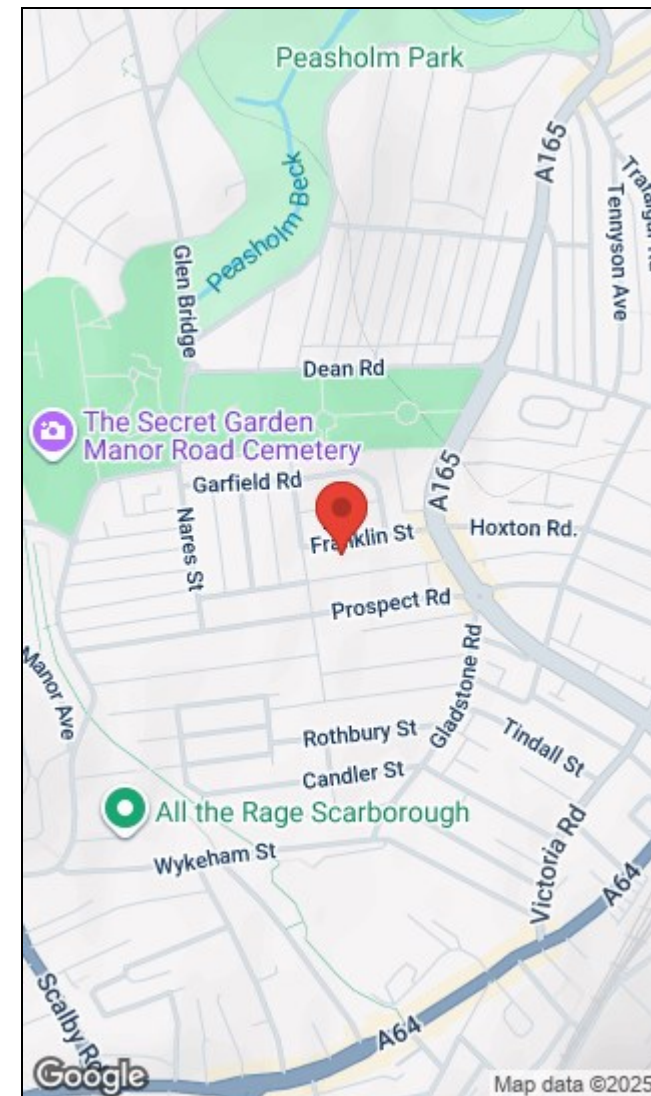 Peasholm Park
A165
Trafalgar Rd
Tennyson Ave
Peasholm Beck
Glen Bridge
Dean Rd
The Secret Garden
Manor Road Cemetery
A165
Garfield Rd
Nares St
Franklin St
Hoxton Rd.
Prospect Rd
Manor Ave
Gladstone Rd
Rothbury St
Tindall St
Candler St
All the Rage Scarborough
Wykeham St
Victoria Rd
A64
Scalby Rd
A64
Google
Map data ©2025